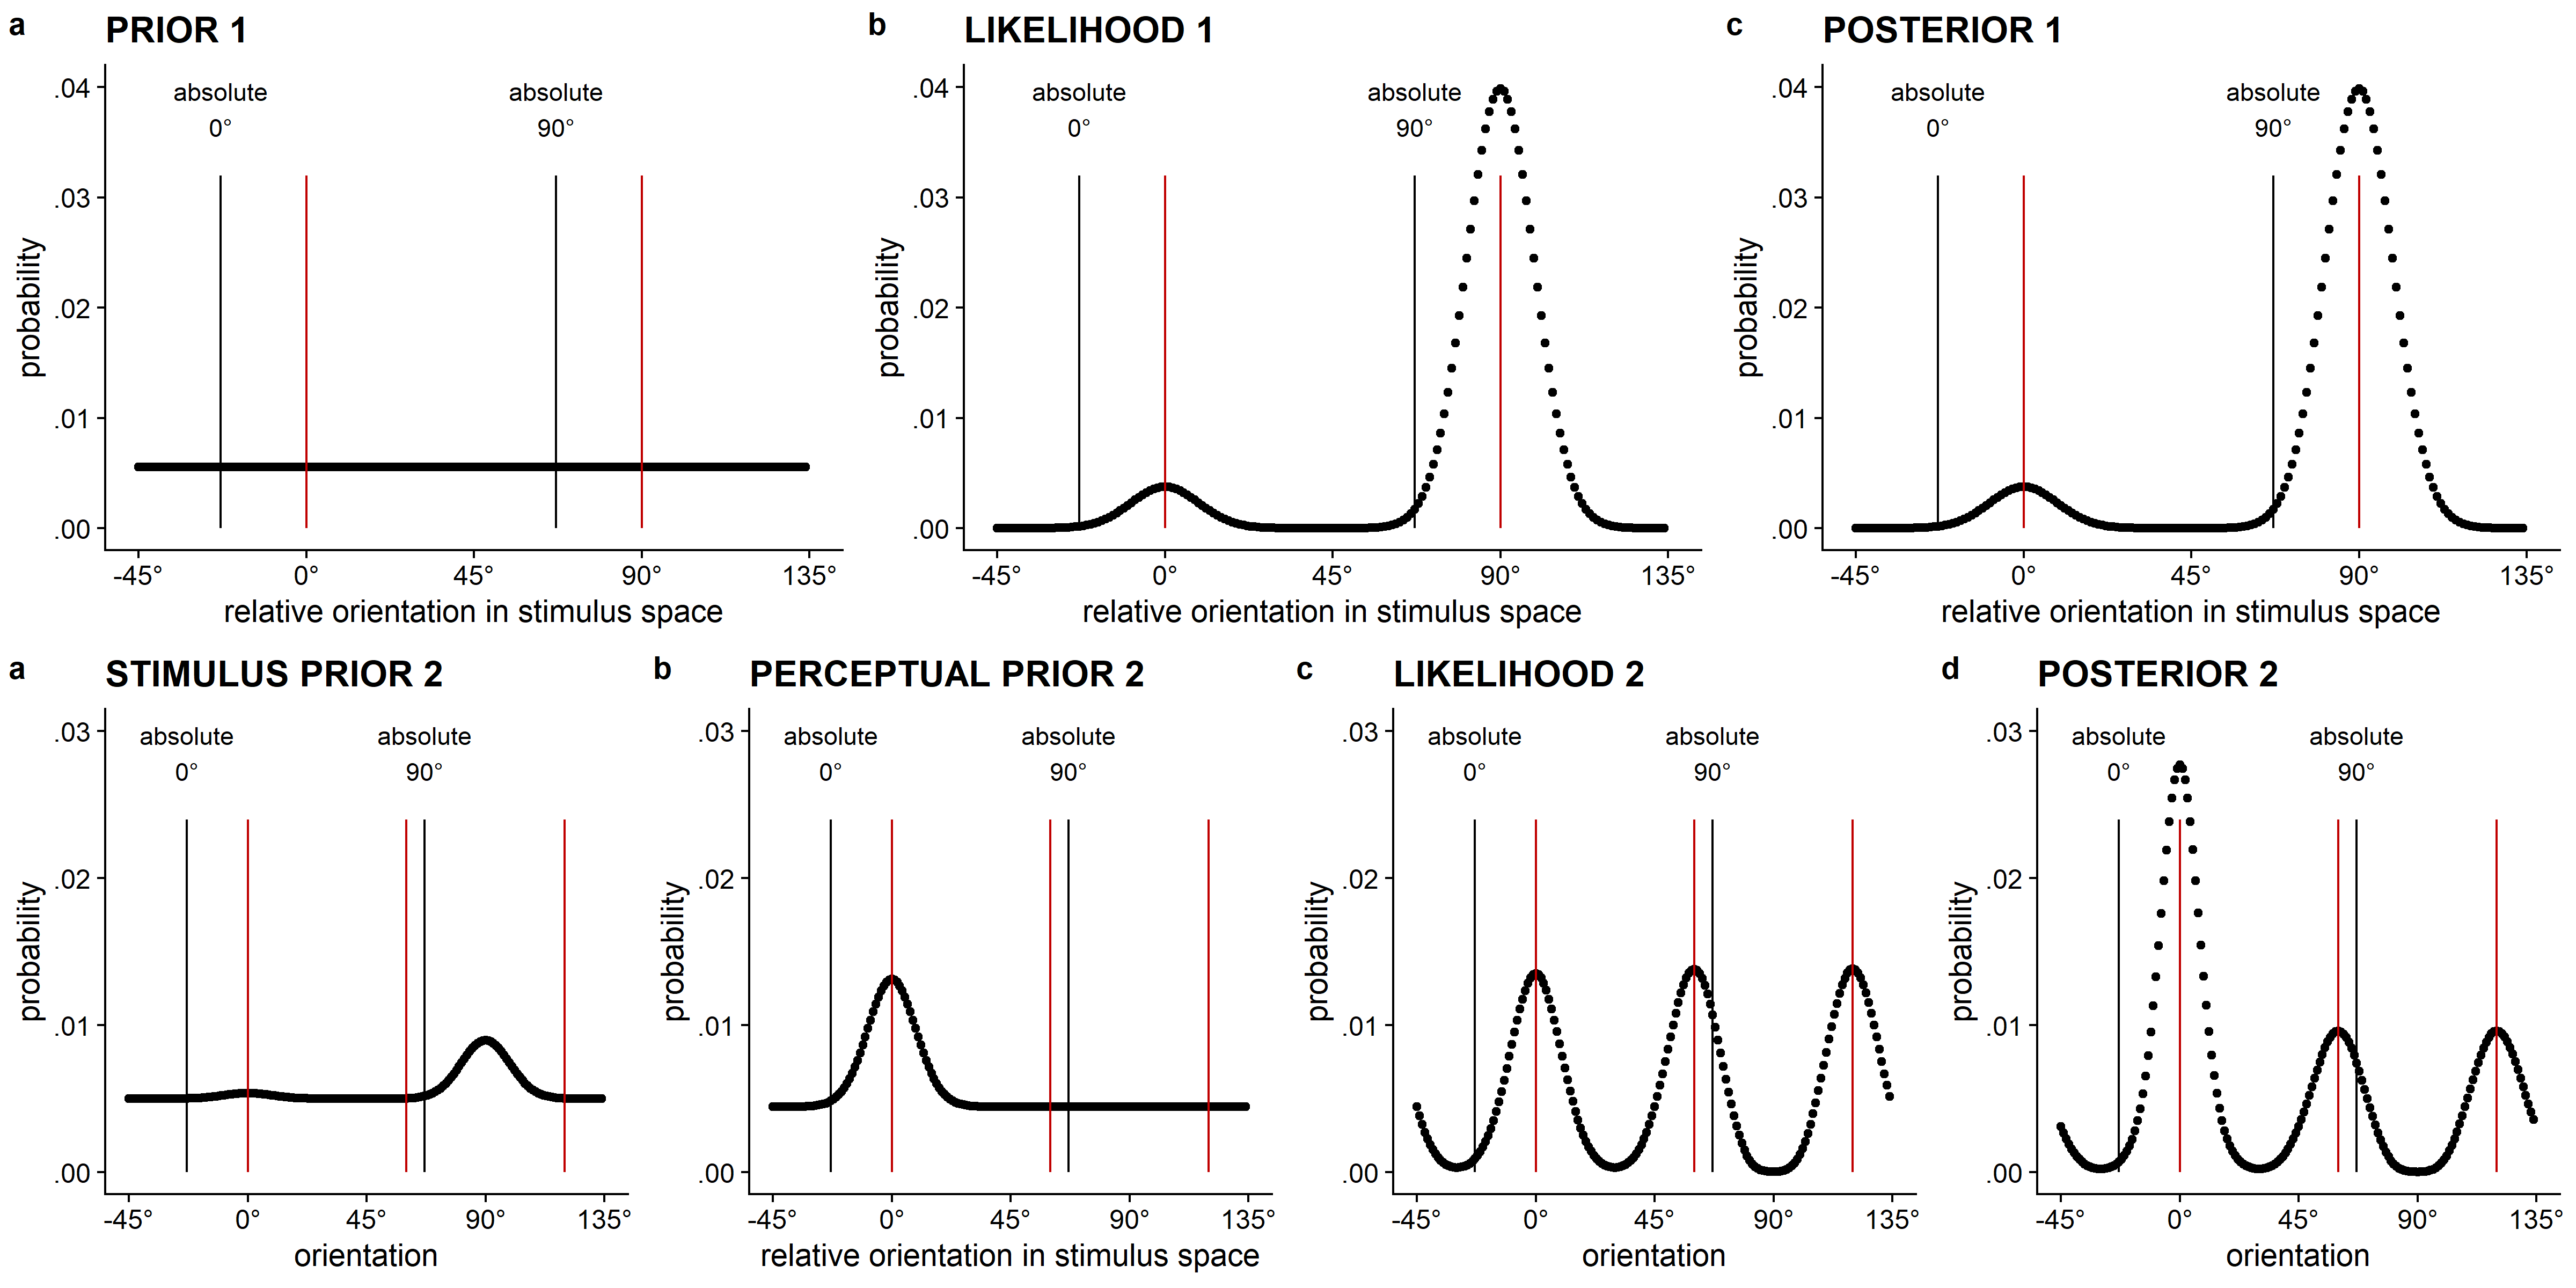 a PRIOR 1
absolute 0°
absolute 90°
.04
.03
.02
.01
.00
probability
-45° 0° 45° 90° 135°
relative orientation in stimulus space
b LIKELIHOOD 1
absolute 0°
absolute 90°
.04
.03
.02
.01
.00
probability
-45° 0° 45° 90° 135°
relative orientation in stimulus space
c POSTERIOR 1
absolute 0°
absolute 90°
.04
.03
.02
.01
.00
probability
-45° 0° 45° 90° 135°
relative orientation in stimulus space
a STIMULUS PRIOR 2
absolute 0°
absolute 90°
.03
.02
.01
.00
probability
-45° 0° 45° 90° 135°
orientation
b PERCEPTUAL PRIOR 2
absolute 0°
absolute 90°
.03
.02
.01
.00
probability
-45° 0° 45° 90° 135°
relative orientation in stimulus space
c LIKELIHOOD 2
absolute 0°
absolute 90°
.03
.02
.01
.00
probability
-45° 0° 45° 90° 135°
orientation
d POSTERIOR 2
absolute 0°
absolute 90°
.03
.02
.01
.00
probability
-45° 0° 45° 90° 135°
orientation